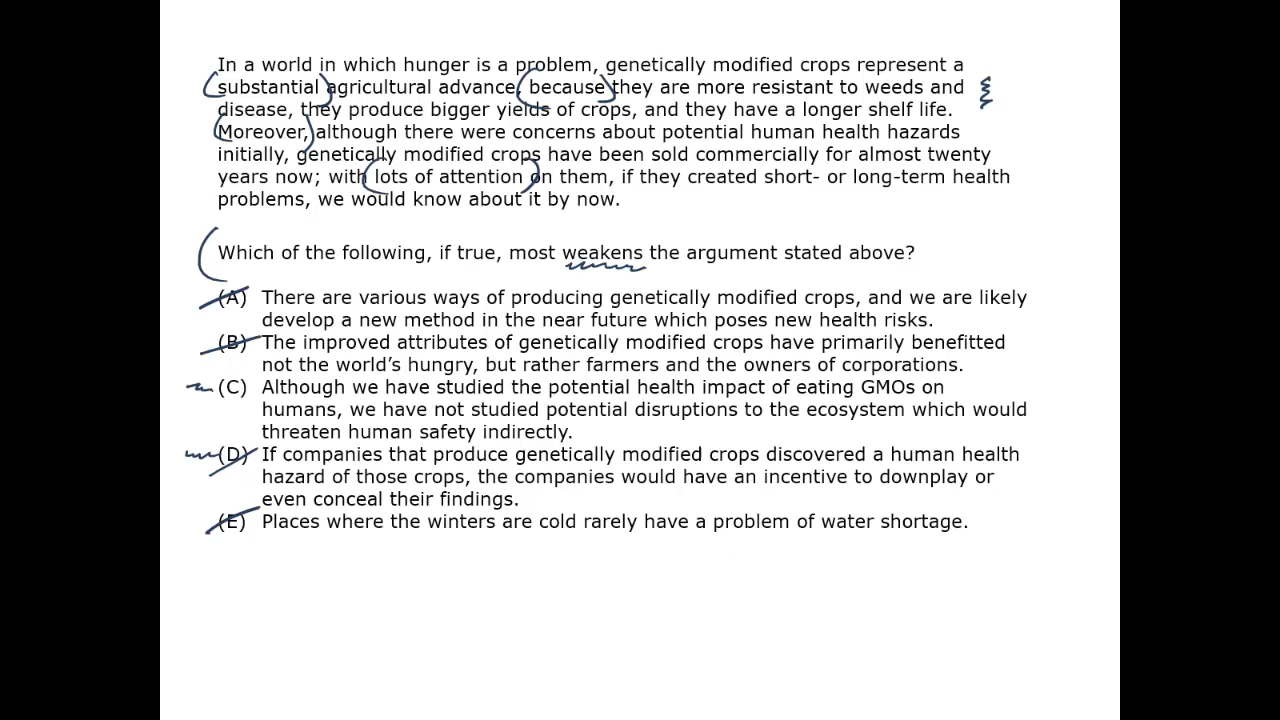 In a world in which hunger is a problem, genetically modified crops represent a
substantial agricultural advance, because they are more resistant to weeds and
disease, they produce bigger yields of crops, and they have a longer shelf life.
Moreover, although there were concerns about potential human health hazards
initially, genetically modified crops have been sold commercially for almost twenty
years now; with lots of attention on them, if they created short- or long-term health
problems, we would know about it by now.
Which of the following, if true, most weakens the argument stated above?
(A) There are various ways of producing genetically modified crops, and we are likely
develop a new method in the near future which poses new health risks.
(B) The improved attributes of genetically modified crops have primarily benefitted
not the world’s hungry, but rather farmers and the owners of corporations.
(C) Although we have studied the potential health impact of eating GMOs on
humans, we have not studied potential disruptions to the ecosystem which would
threaten human safety indirectly.
(D) If companies that produce genetically modified crops discovered a human health
hazard of those crops, the companies would have an incentive to downplay or
even conceal their findings.
(E) Places where the winters are cold rarely have a problem of water shortage.